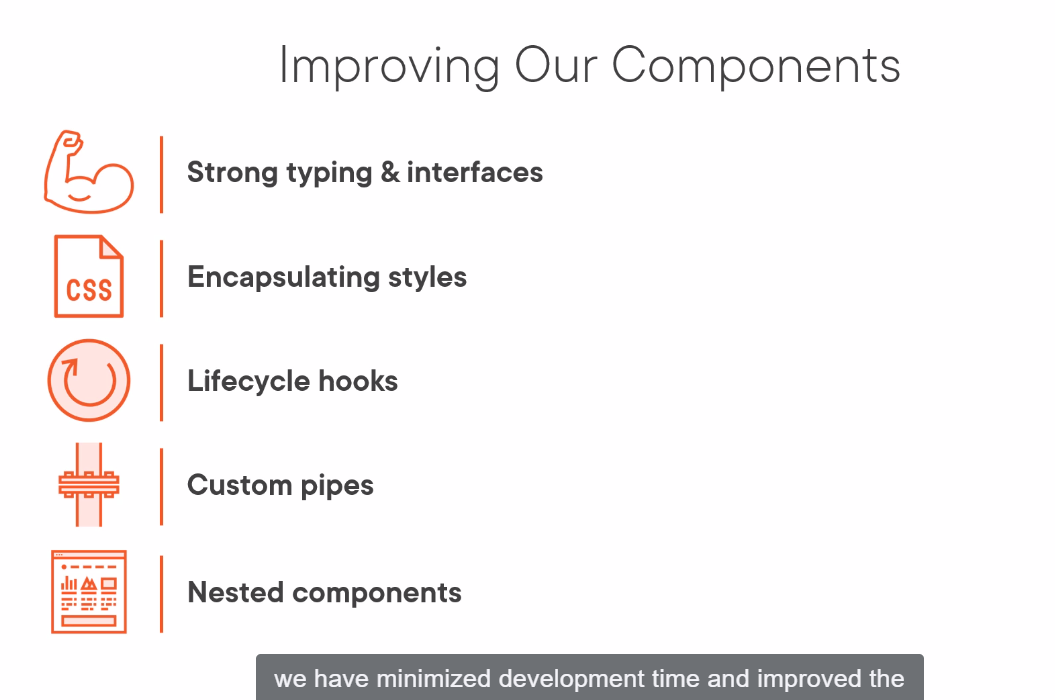 Improving Our Components
Strong typing & interfaces
CSS
Encapsulating styles
Lifecycle hooks
Custom pipes
Nested components
we have minimized development time and improved the